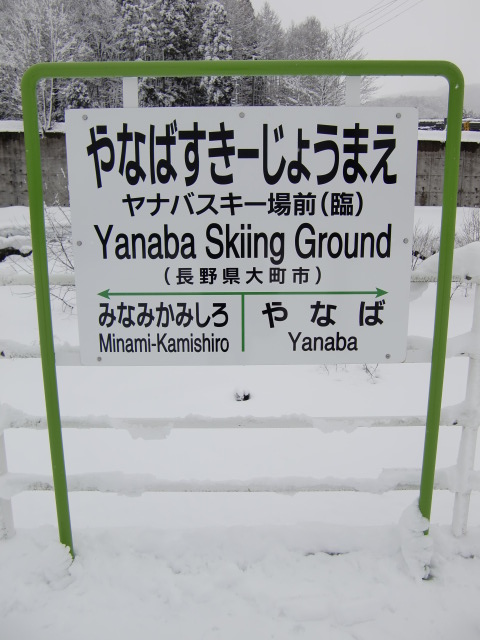 やなばすきーじょうまえ
ヤナバスキー場前(臨)
Yanaba Skiing Ground
(長野県大町市)
みなみかみしろ やなば
Minami-Kamishiro Yanaba